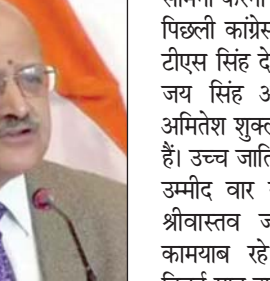 पिछली कांग्रेस
टीएस सिंह दे
जय सिंह अ
अमितेश शुक्ल
हैं। उच्च जाति
उम्मीद वार
श्रीवास्तव ज
कामयाब रहे